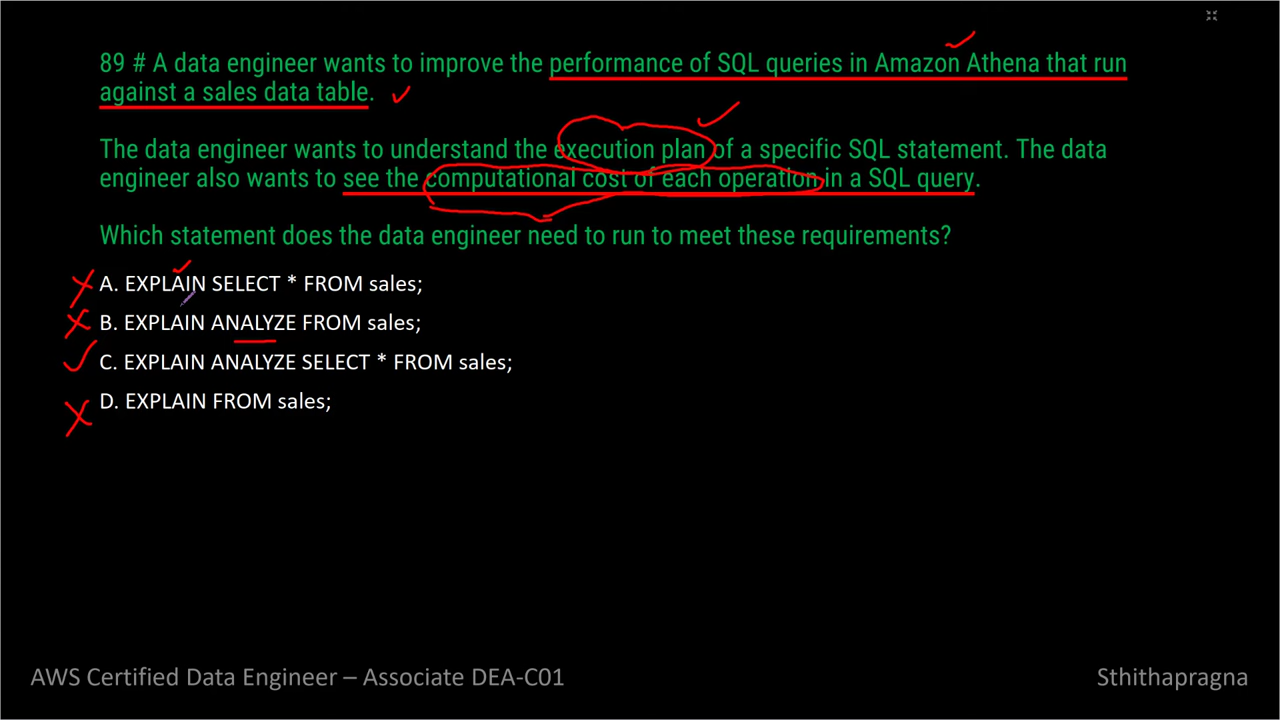 89 # A data engineer wants to improve the performance of SQL queries in Amazon Athena that run
against a sales data table.
The data engineer wants to understand the execution plan of a specific SQL statement. The data
engineer also wants to see the computational cost of each operation in a SQL query.
Which statement does the data engineer need to run to meet these requirements?
A. EXPLAIN SELECT * FROM sales;
B. EXPLAIN ANALYZE FROM sales;
C. EXPLAIN ANALYZE SELECT * FROM sales;
D. EXPLAIN FROM sales;
AWS Certified Data Engineer – Associate DEA-C01
Sthithapragna